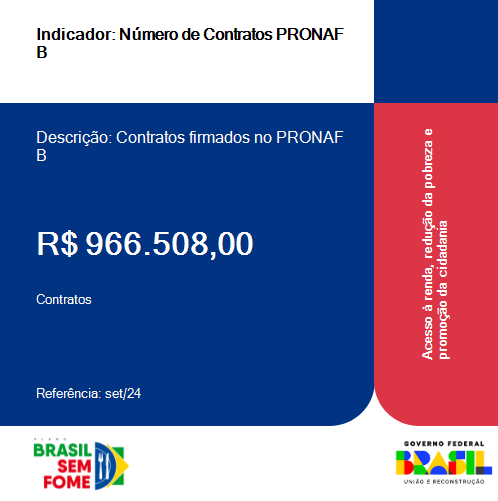 Indicador: Número de Contratos PRONAF
B
Descrição: Contratos firmados no PRONAF
B
R$ 966.508,00
Contratos
Referência: set/24
Acesso à renda, redução da pobreza e
promoção da cidadania
PLANO
BRASIL
SEM
FOME
GOVERNO FEDERAL
BRASIL
UNIÃO E RECONSTRUÇÃO